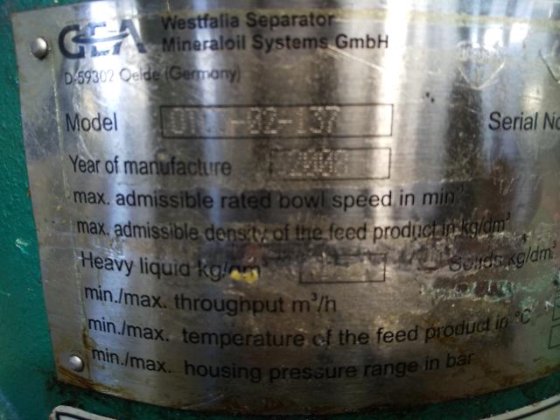 GEA Westfalia Separator
Mineraloil Systems GmbH
D-59302 Oelde (Germany)
Model -02-137 Serial No
Year of manufacture
max. admissible rated bowl speed in min
max. admissible density of the feed product in kg/dm³
Heavy liquid kg/dm³ Solids kg/dm³
min./max. throughput m³/h
min./max. temperature of the feed product in °C
min./max. housing pressure range in bar